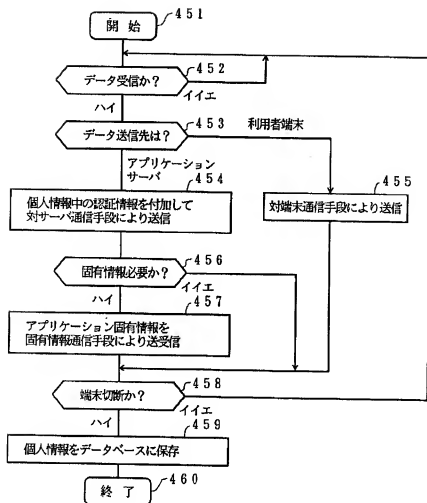 451
開 始
452
データ受信か?
イイエ
ハイ
453
データ送信先は?
利用者端末
アプリケーション
サーバ
454
個人情報中の認証情報を付加して
対サーバ通信手段により送信
455
対端末通信手段により送信
456
固有情報必要か?
イイエ
ハイ
457
アプリケーション固有情報を
固有情報通信手段により送受信
458
端末切断か?
イイエ
ハイ
459
個人情報をデータベースに保存
460
終 了